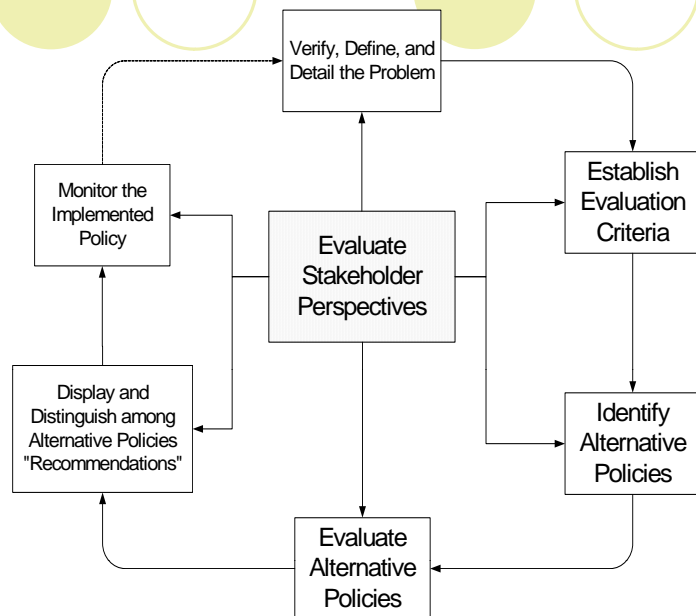 Verify, Define, and
Detail the Problem
Establish
Evaluation
Criteria
Monitor the
Implemented
Policy
Evaluate
Stakeholder
Perspectives
Display and
Distinguish among
Alternative Policies
"Recommendations"
Identify
Alternative
Policies
Evaluate
Alternative
Policies